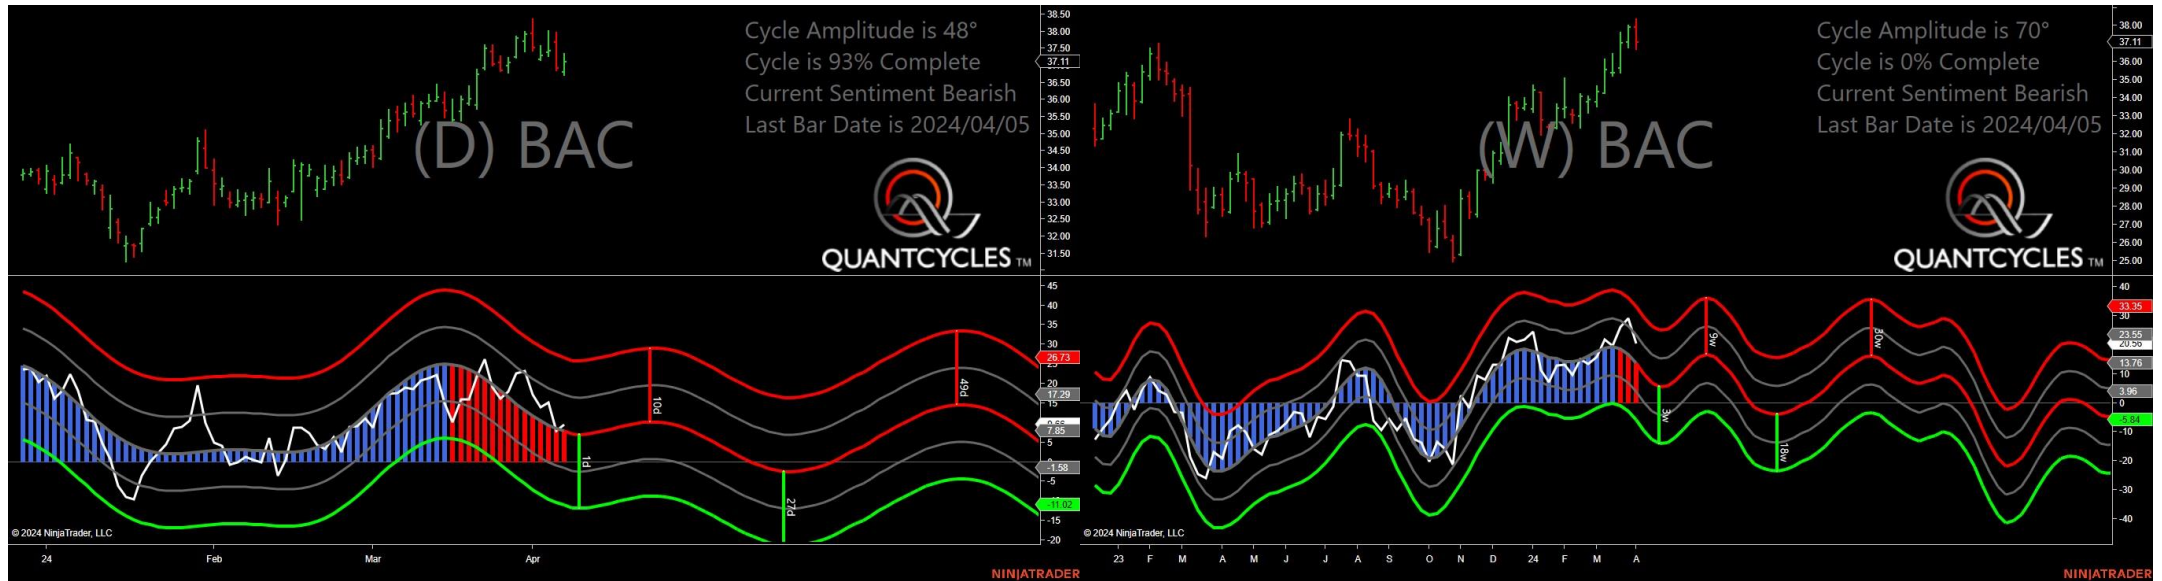 Cycle Amplitude is 48°
Cycle is 93% Complete
Current Sentiment Bearish
Last Bar Date is 2024/04/05
(D) BAC
QUANTCYCLES TM
38.50
38.00
37.50
37.11
36.50
36.00
35.50
35.00
34.50
34.00
33.50
33.00
32.50
32.00
31.50
45
40
35
30
26.73
20
17.29
15
7.85
5
-1.58
-5
-11.02
-15
-20
10d
49d
1d
27d
© 2024 NinjaTrader, LLC
24
Feb
Mar
Apr
NINJATRADER
Cycle Amplitude is 70°
Cycle is 0% Complete
Current Sentiment Bearish
Last Bar Date is 2024/04/05
(W) BAC
QUANTCYCLES TM
38.00
37.11
36.00
35.00
34.00
33.00
32.00
31.00
30.00
29.00
28.00
27.00
26.00
25.00
40
33.35
30
23.55
20.56
13.76
10
3.96
0
-5.84
-10
-20
-30
-40
9w
30w
3w
18w
© 2024 NinjaTrader, LLC
23
F
M
A
M
J
J
A
S
O
N
D
24
F
M
A
NINJATRADER